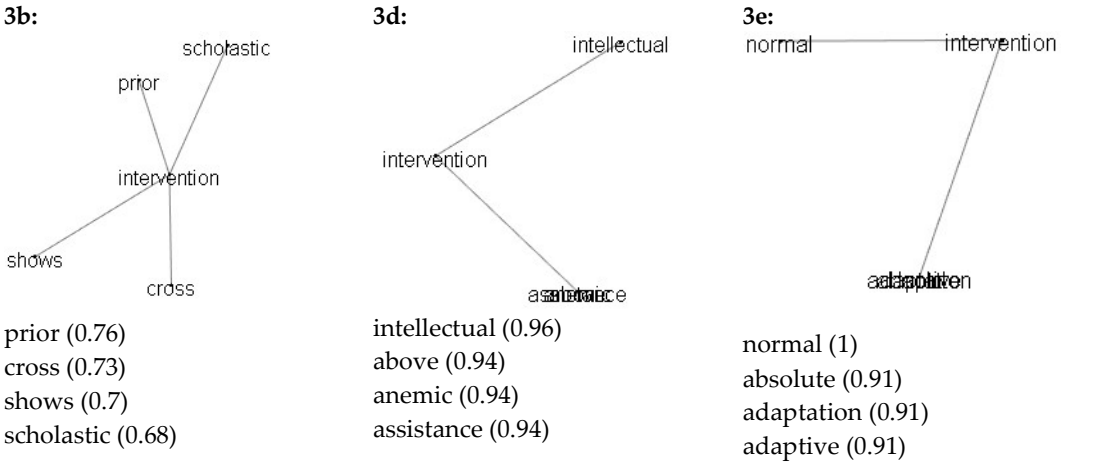 3b:
scholastic
prior
intervention
shows
cross
prior (0.76)
cross (0.73)
shows (0.7)
scholastic (0.68)
3d:
intellectual
intervention
intellectual (0.96)
above (0.94)
anemic (0.94)
assistance (0.94)
3e:
normal
intervention
normal (1)
absolute (0.91)
adaptation (0.91)
adaptive (0.91)